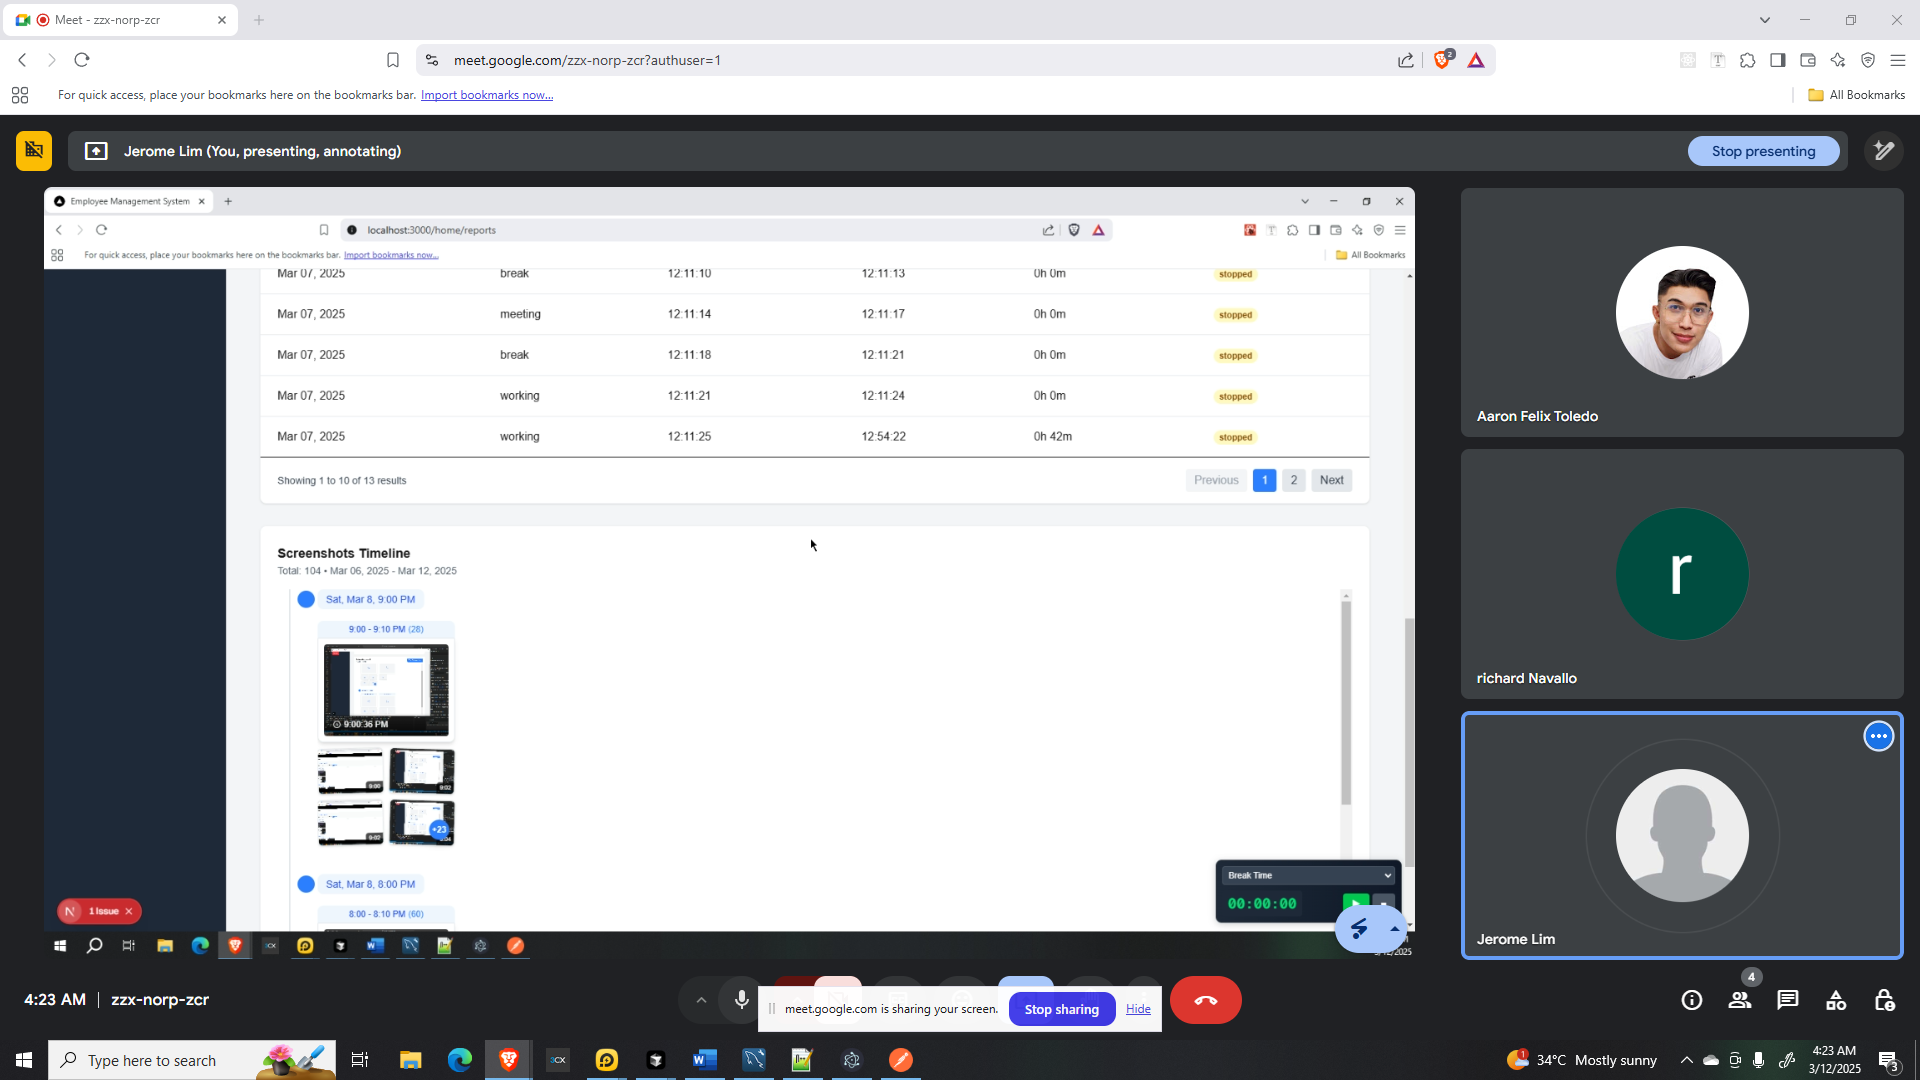 Meet - zzx-norp-zcr
meet.google.com/zzx-norp-zcr?authuser=1
2
For quick access, place your bookmarks here on the bookmarks bar. Import bookmarks now...
All Bookmarks
Jerome Lim (You, presenting, annotating)
Stop presenting
Employee Management System
localhost:3000/home/reports
For quick access, place your bookmarks here on the bookmarks bar. Import bookmarks now...
All Bookmarks
Mar 07, 2025 break 12:11:10 12:11:13 0h 0m stopped
Mar 07, 2025 meeting 12:11:14 12:11:17 0h 0m stopped
Mar 07, 2025 break 12:11:18 12:11:21 0h 0m stopped
Mar 07, 2025 working 12:11:21 12:11:24 0h 0m stopped
Mar 07, 2025 working 12:11:25 12:54:22 0h 42m stopped
Showing 1 to 10 of 13 results
Previous 1 2 Next
Screenshots Timeline
Total: 104 • Mar 06, 2025 - Mar 12, 2025
Sat, Mar 8, 9:00 PM
9:00 - 9:10 PM (28)
9:00:36 PM
9:00 9:02
9:02
+23
Sat, Mar 8, 8:00 PM
8:00 - 8:10 PM (60)
Break Time
00:00:00
N 1 Issue
3/12/2025
Aaron Felix Toledo
r
richard Navallo
Jerome Lim
4:23 AM | zzx-norp-zcr
meet.google.com is sharing your screen.
Stop sharing
Hide
4
Type here to search
34°C Mostly sunny
4:23 AM
3/12/2025
3